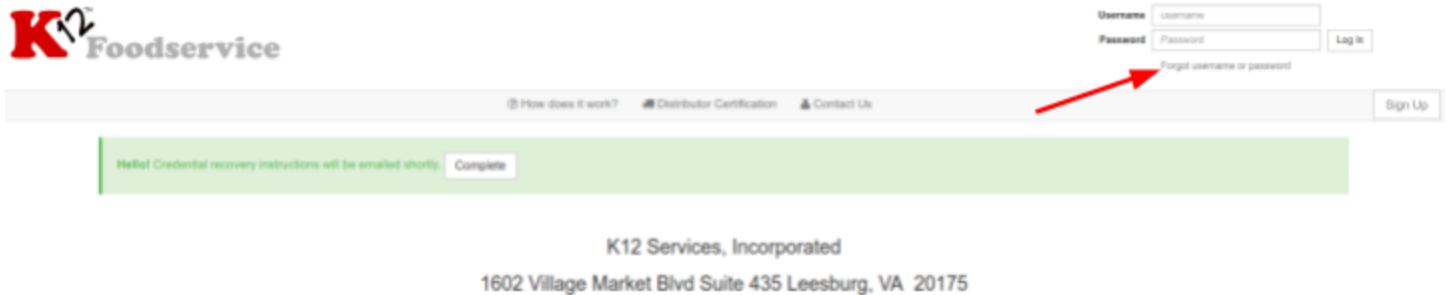 K12™ Foodservice
Username username
Password Password Log In
Forgot username or password
How does it work? Distributor Certification Contact Us Sign Up
Hello! Credential recovery instructions will be emailed shortly. Complete
K12 Services, Incorporated
1602 Village Market Blvd Suite 435 Leesburg, VA 20175